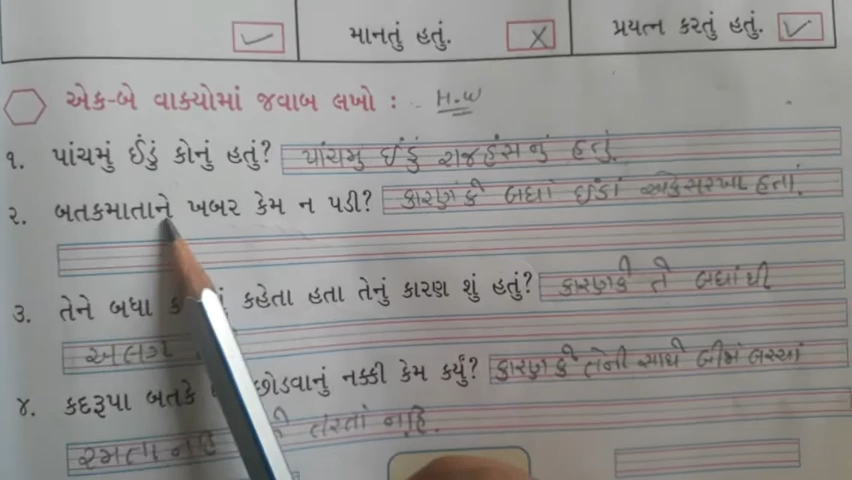 માનતું હતું. પ્રયત્ન કરતું હતું.
એક-બે વાક્યોમાં જવાબ લખો : H.W
૧. પાંચમું ઈંડું કોનું હતું? પાંચમુ ઈંડું રાજહંસનું હતું.
૨. બતકમાતાને ખબર કેમ ન પડી? કારણ કે બધાં ઈંડાં એકસરખા હતાં.
૩. તેને બધા કહેતા હતા તેનું કારણ શું હતું? કારણકે તે બધાંથી
અલગ
૪. કદરૂપા બતકે છોડવાનું નક્કી કેમ કર્યું? કારણ કે તેની સાથે બીજાં બચ્ચાં
રમતા નહિ તરતાં નહિ.